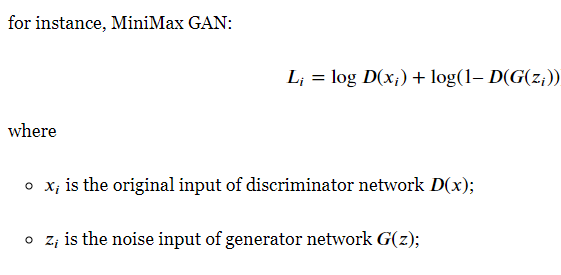 for instance, MiniMax GAN:
Lᵢ = log D(xᵢ) + log(1– D(G(zᵢ))
where
xᵢ is the original input of discriminator network D(x);
zᵢ is the noise input of generator network G(z);